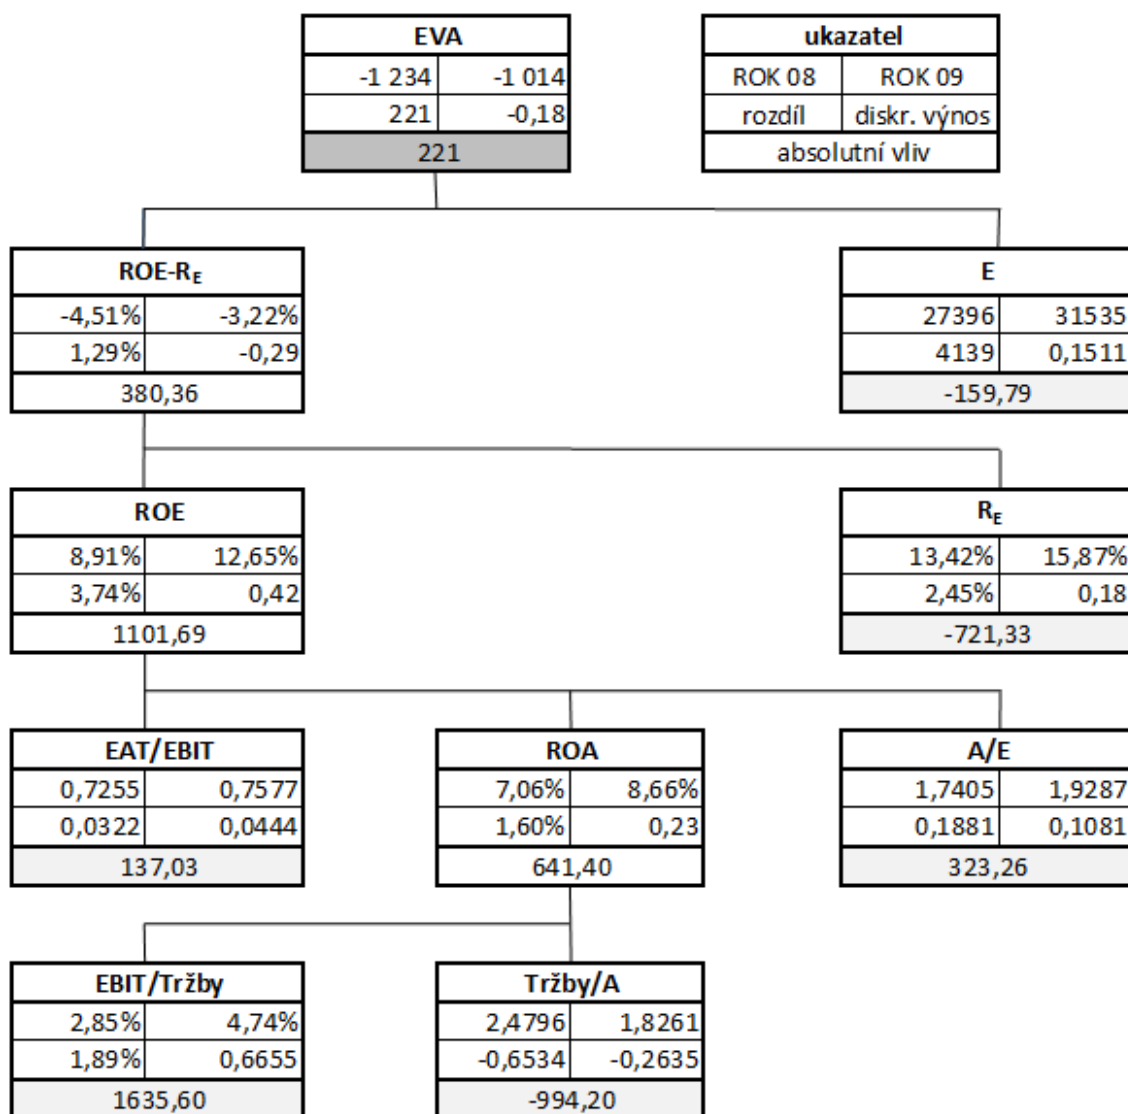 EVA
-1 234 -1 014
221 -0,18
221
ukazatel
ROK 08 ROK 09
rozdíl diskr. výnos
absolutní vliv
ROE-RE
-4,51% -3,22%
1,29% -0,29
380,36
E
27396 31535
4139 0,1511
-159,79
ROE
8,91% 12,65%
3,74% 0,42
1101,69
RE
13,42% 15,87%
2,45% 0,18
-721,33
EAT/EBIT
0,7255 0,7577
0,0322 0,0444
137,03
ROA
7,06% 8,66%
1,60% 0,23
641,40
A/E
1,7405 1,9287
0,1881 0,1081
323,26
EBIT/Tržby
2,85% 4,74%
1,89% 0,6655
1635,60
Tržby/A
2,4796 1,8261
-0,6534 -0,2635
-994,20